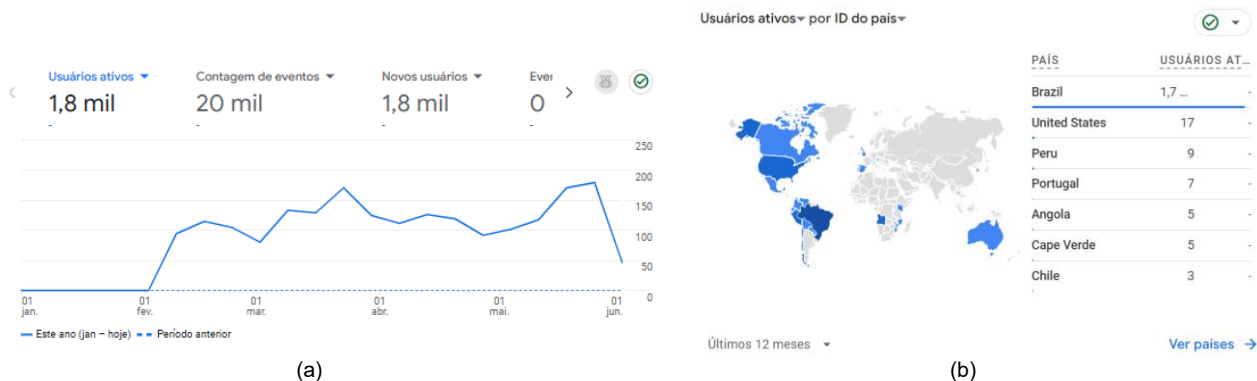 Usuários ativos Contagem de eventos Novos usuários Ever
1,8 mil 20 mil 1,8 mil 0
- - - -
250
200
150
100
50
0
01 01 01 01 01 01
jan. fev. mar. abr. mai. jun.
Este ano (jan – hoje) Período anterior
(a)
Usuários ativos por ID do país
PAÍS USUÁRIOS AT…
Brazil 1,7 … -
United States 17 -
Peru 9 -
Portugal 7 -
Angola 5 -
Cape Verde 5 -
Chile 3 -
Últimos 12 meses Ver países
(b)